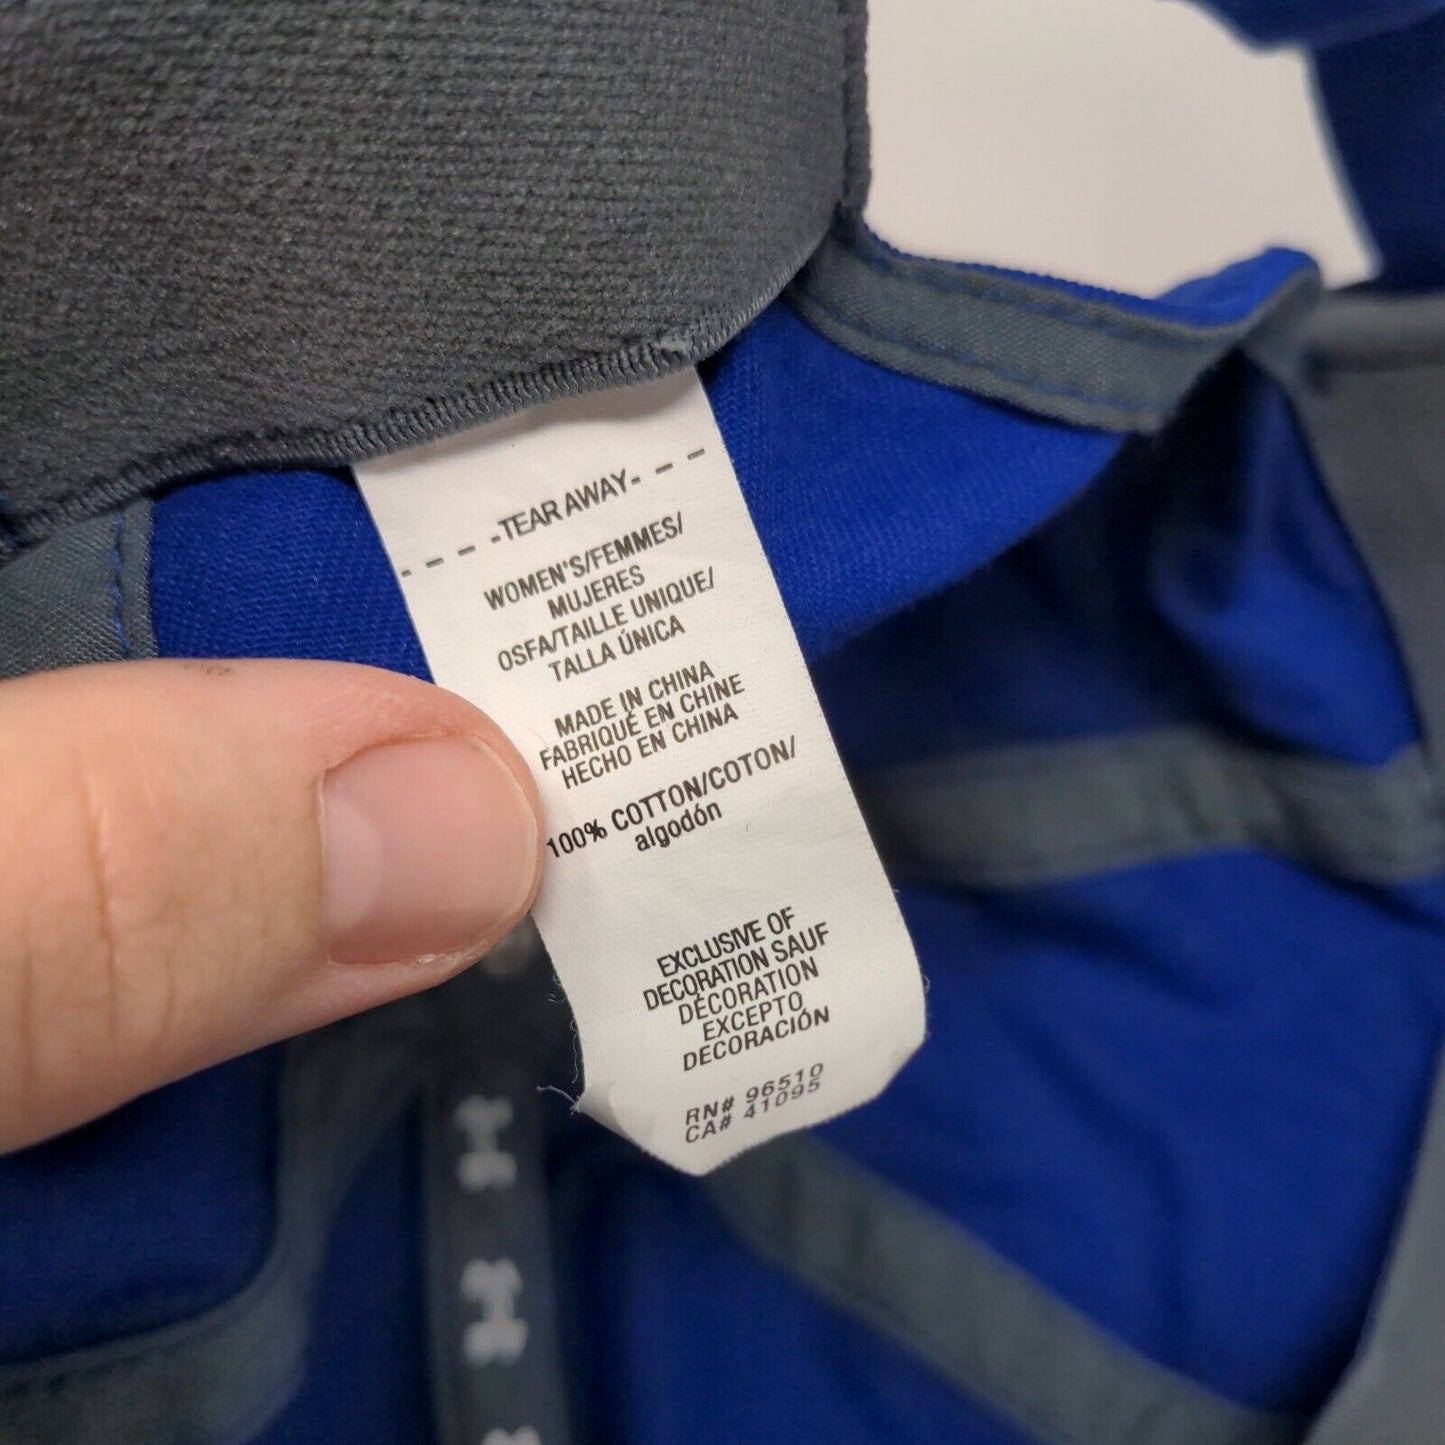 - - - -TEAR AWAY- - - -
WOMEN'S/FEMMES/
MUJERES
OSFA/TAILLE UNIQUE/
TALLA ÚNICA
MADE IN CHINA
FABRIQUÉ EN CHINE
HECHO EN CHINA
100% COTTON/COTON/
algodón
EXCLUSIVE OF
DECORATION SAUF
DÉCORATION
EXCEPTO
DECORACIÓN
RN# 96510
CA# 41095